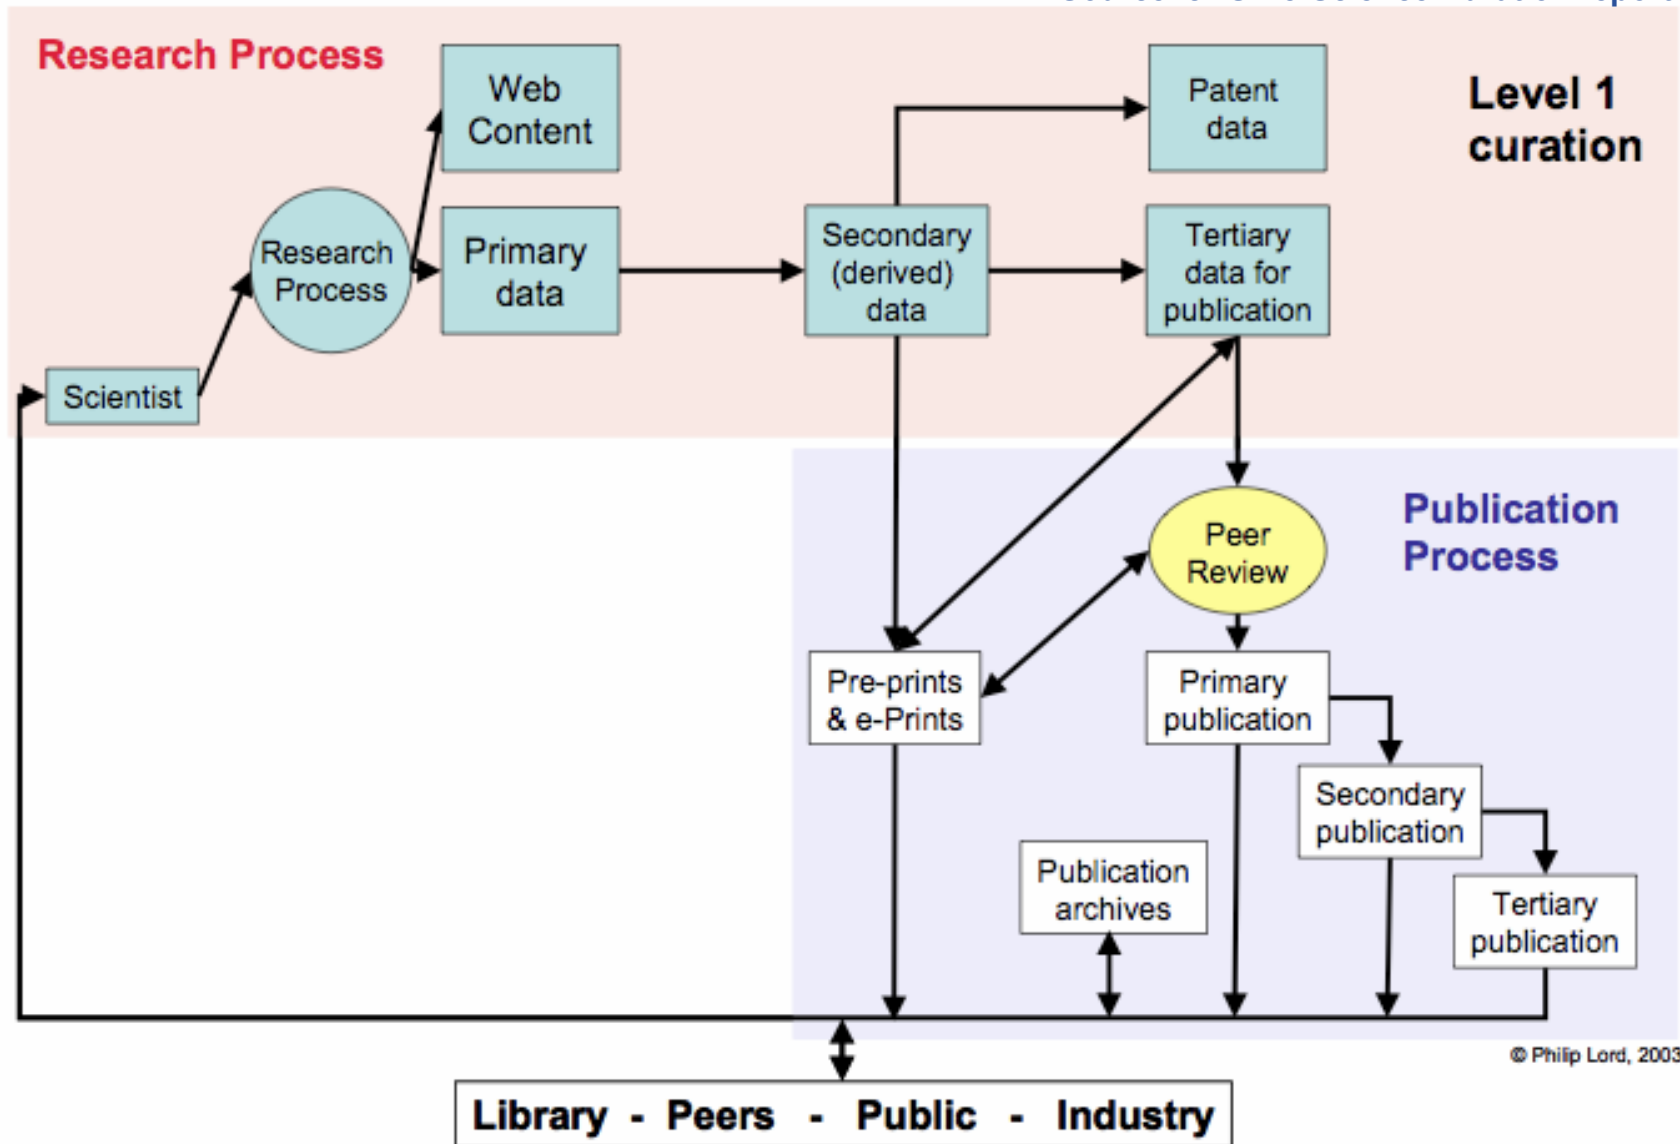 Research Process
Web
Content
Patent
data
Level 1
curation
Research
Process
Primary
data
Secondary
(derived)
data
Tertiary
data for
publication
Scientist
Publication
Process
Peer
Review
Pre-prints
& e-Prints
Primary
publication
Secondary
publication
Publication
archives
Tertiary
publication
© Philip Lord, 2003
Library - Peers - Public - Industry